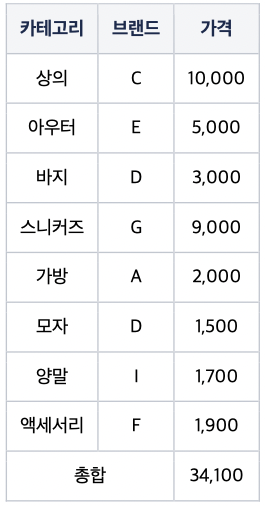 카테고리 브랜드 가격
상의 C 10,000
아우터 E 5,000
바지 D 3,000
스니커즈 G 9,000
가방 A 2,000
모자 D 1,500
양말 I 1,700
액세서리 F 1,900
총합 34,100